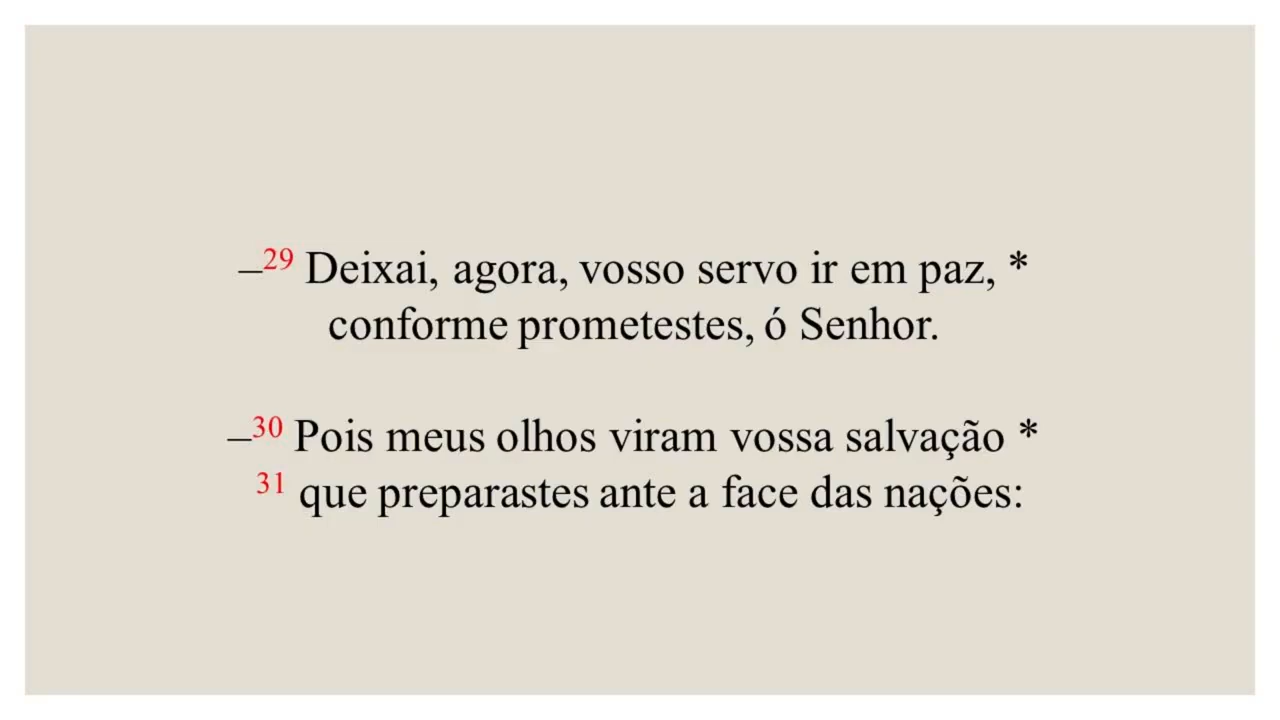 –29 Deixai, agora, vosso servo ir em paz, *
conforme prometestes, ó Senhor.
–30 Pois meus olhos viram vossa salvação *
31 que preparastes ante a face das nações: